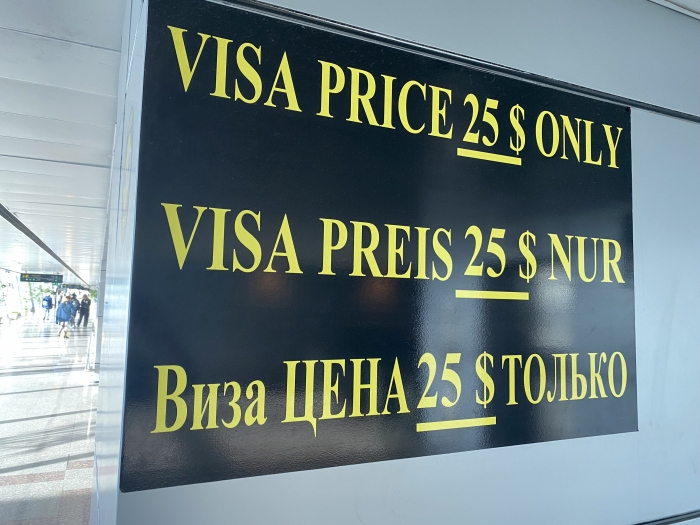 VISA PRICE 25 $ ONLY
VISA PREIS 25 $ NUR
Виза ЦЕНА 25 $ ТОЛЬКО